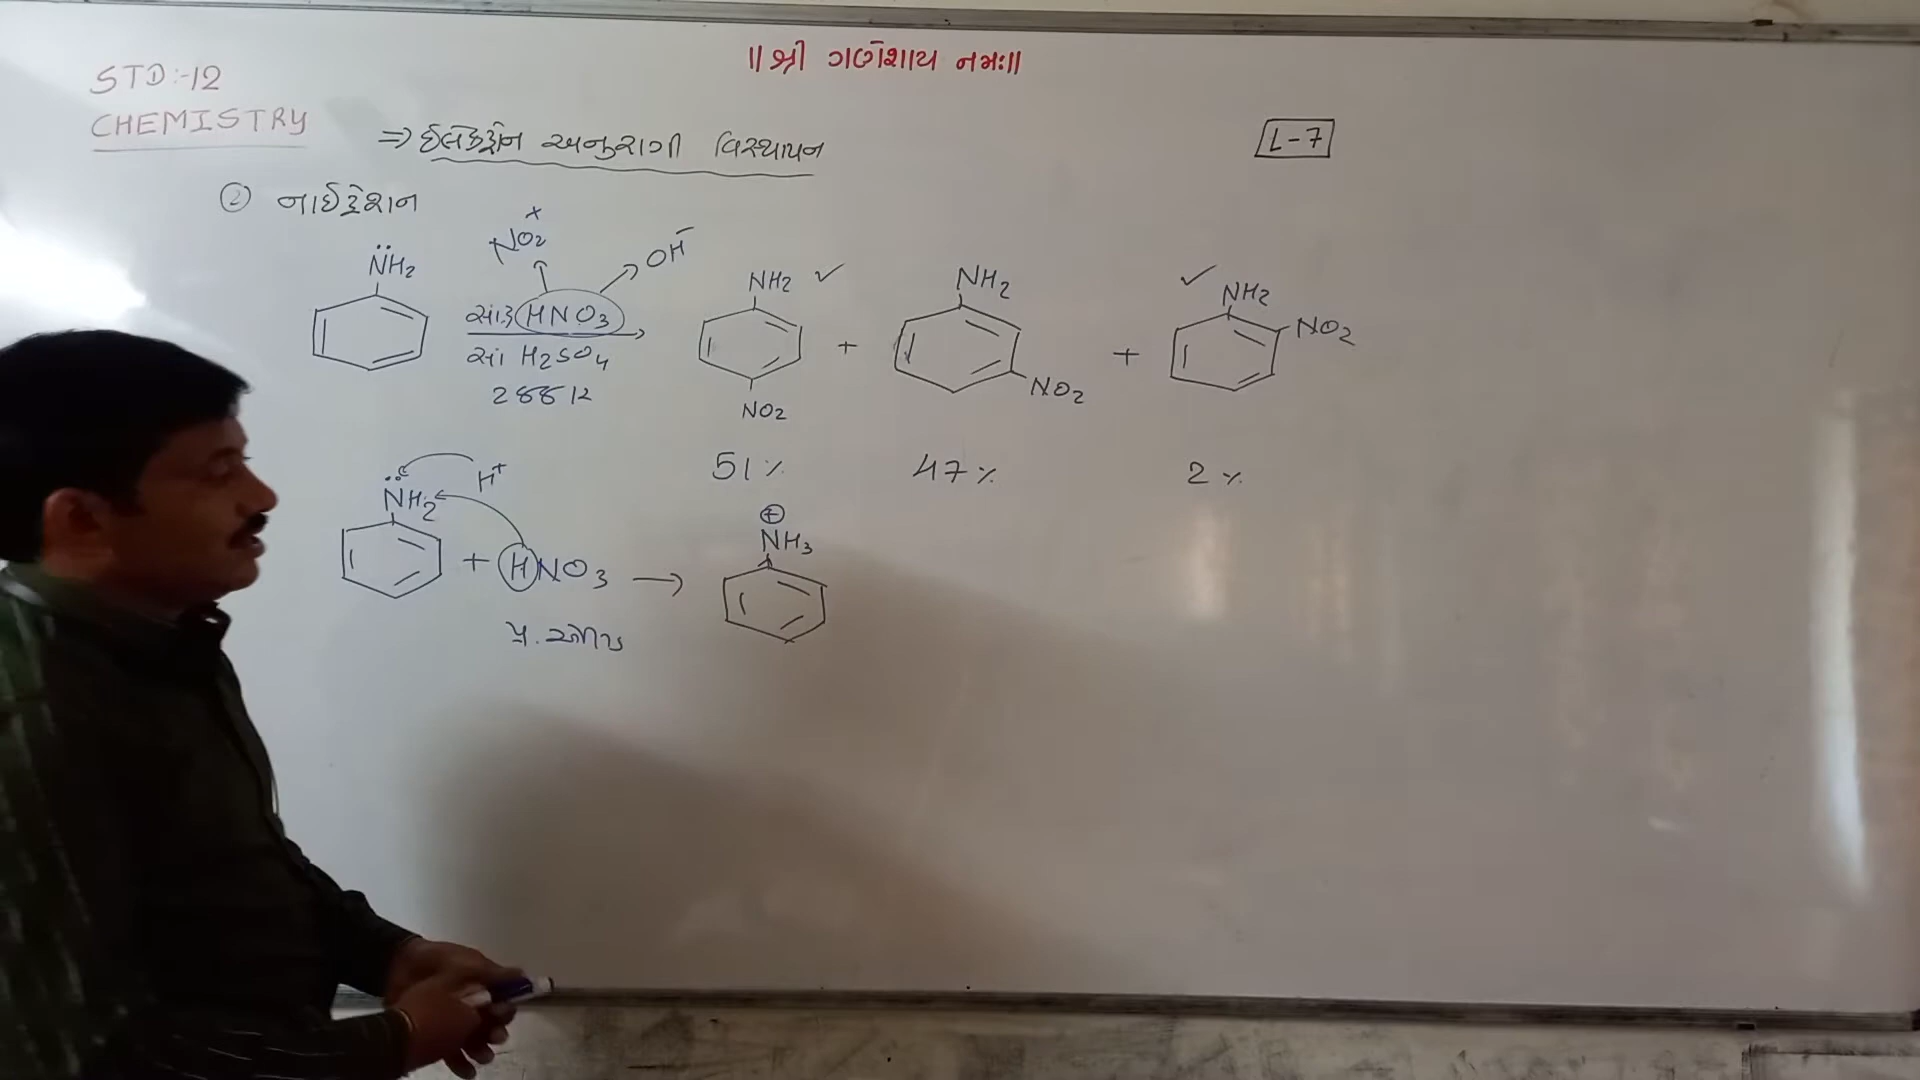 ॥ શ્રી ગણેશાય નમઃ॥
STD:-12
CHEMISTRY
⇒ ઈલેક્ટ્રોન અનુરાગી વિસ્થાપન
L-7
② નાઈટ્રેશન
NO2 +
OH -
NH2
સાંદ્ર HNO3
સાં H2SO4
288 K
NH2 ✓
NO2
+
NH2
NO2
+
✓ NH2
NO2
51 %
47 %
2 %
H+
NH2
+ HNO3 →
⊕
NH3